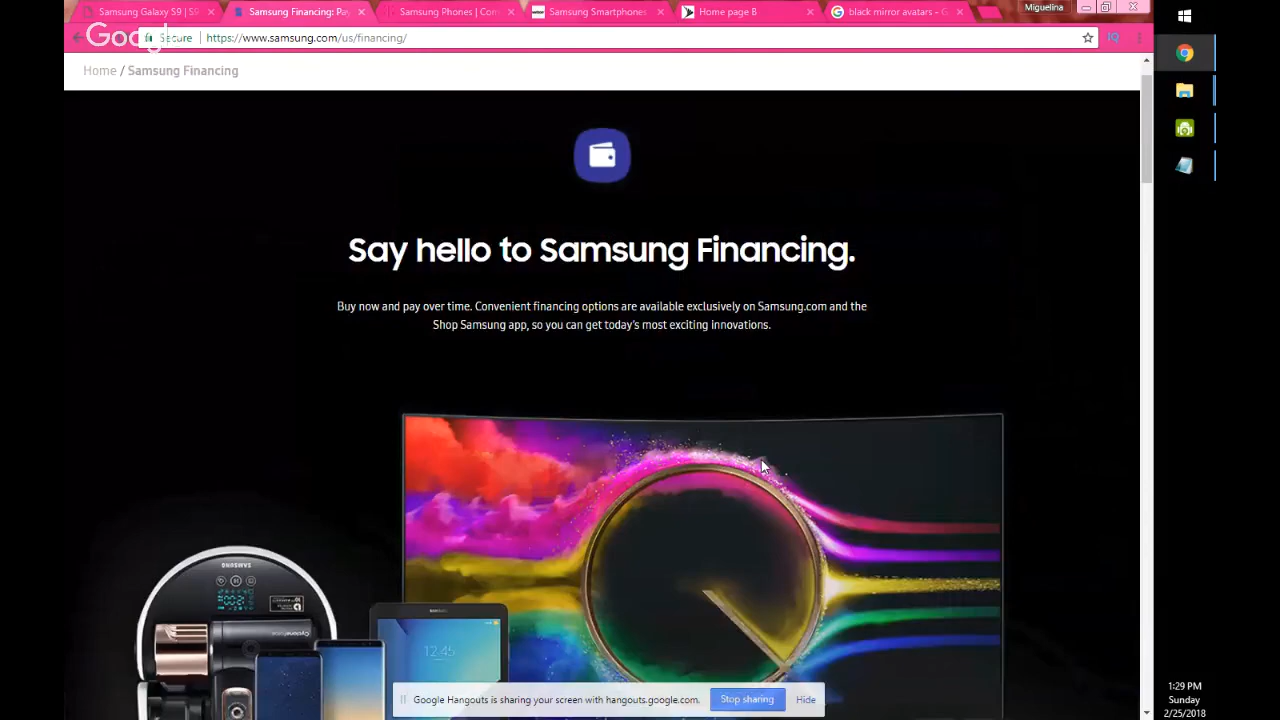 Samsung Galaxy S9 | S9
Samsung Financing: Pay
Samsung Phones | Com
Samsung Smartphones
Home page B
black mirror avatars - G
Miguelina
Secure
https://www.samsung.com/us/financing/
Home / Samsung Financing
Say hello to Samsung Financing.
Buy now and pay over time. Convenient financing options are available exclusively on Samsung.com and the
Shop Samsung app, so you can get today's most exciting innovations.
SAMSUNG
12:45
Google Hangouts is sharing your screen with hangouts.google.com.
Stop sharing
Hide
1:29 PM
Sunday
2/25/2018